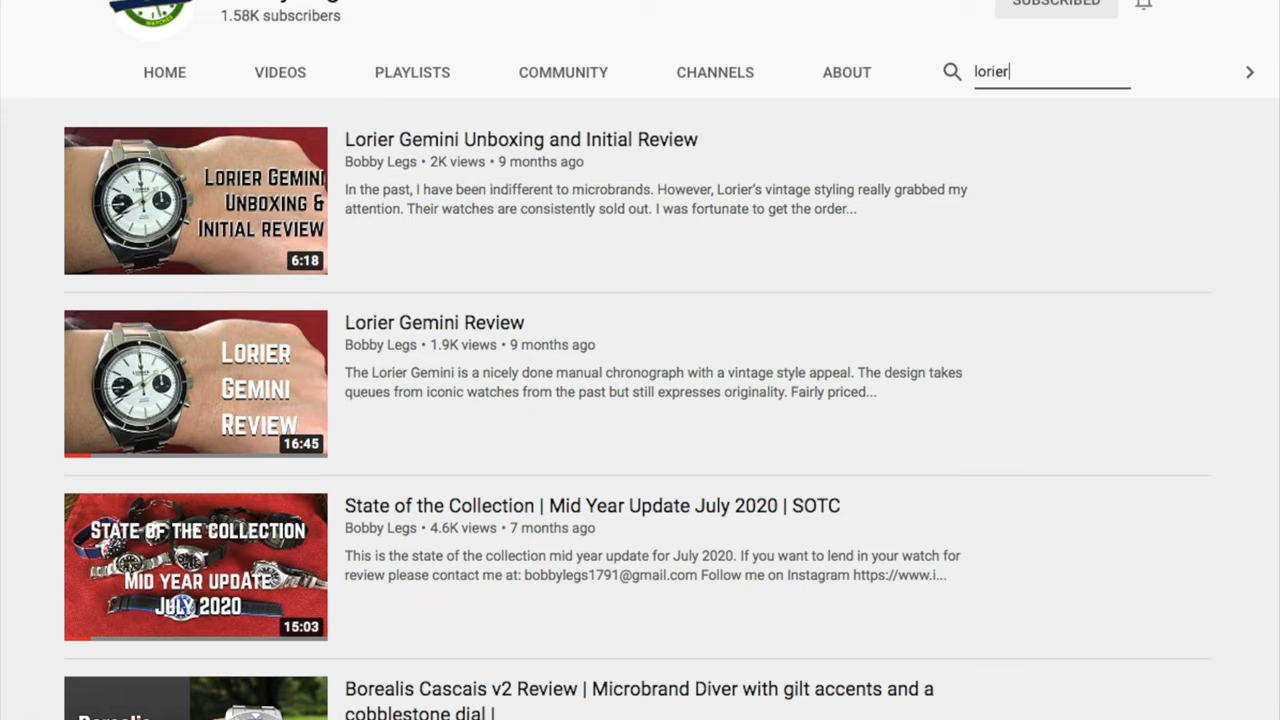 WATCHES
1.58K subscribers
SUBSCRIBED
HOME
VIDEOS
PLAYLISTS
COMMUNITY
CHANNELS
ABOUT
lorier
LORIER GEMINI
UNBOXING &
INITIAL REVIEW
6:18
Lorier Gemini Unboxing and Initial Review
Bobby Legs • 2K views • 9 months ago
In the past, I have been indifferent to microbrands. However, Lorier's vintage styling really grabbed my
attention. Their watches are consistently sold out. I was fortunate to get the order...
LORIER
GEMINI
REVIEW
16:45
Lorier Gemini Review
Bobby Legs • 1.9K views • 9 months ago
The Lorier Gemini is a nicely done manual chronograph with a vintage style appeal. The design takes
queues from iconic watches from the past but still expresses originality. Fairly priced...
STATE OF THE COLLECTION
MID YEAR UPDATE
JULY 2020
15:03
State of the Collection | Mid Year Update July 2020 | SOTC
Bobby Legs • 4.6K views • 7 months ago
This is the state of the collection mid year update for July 2020. If you want to lend in your watch for
review please contact me at: bobbylegs1791@gmail.com Follow me on Instagram https://www.i...
Borealis
Borealis Cascais v2 Review | Microbrand Diver with gilt accents and a
cobblestone dial |